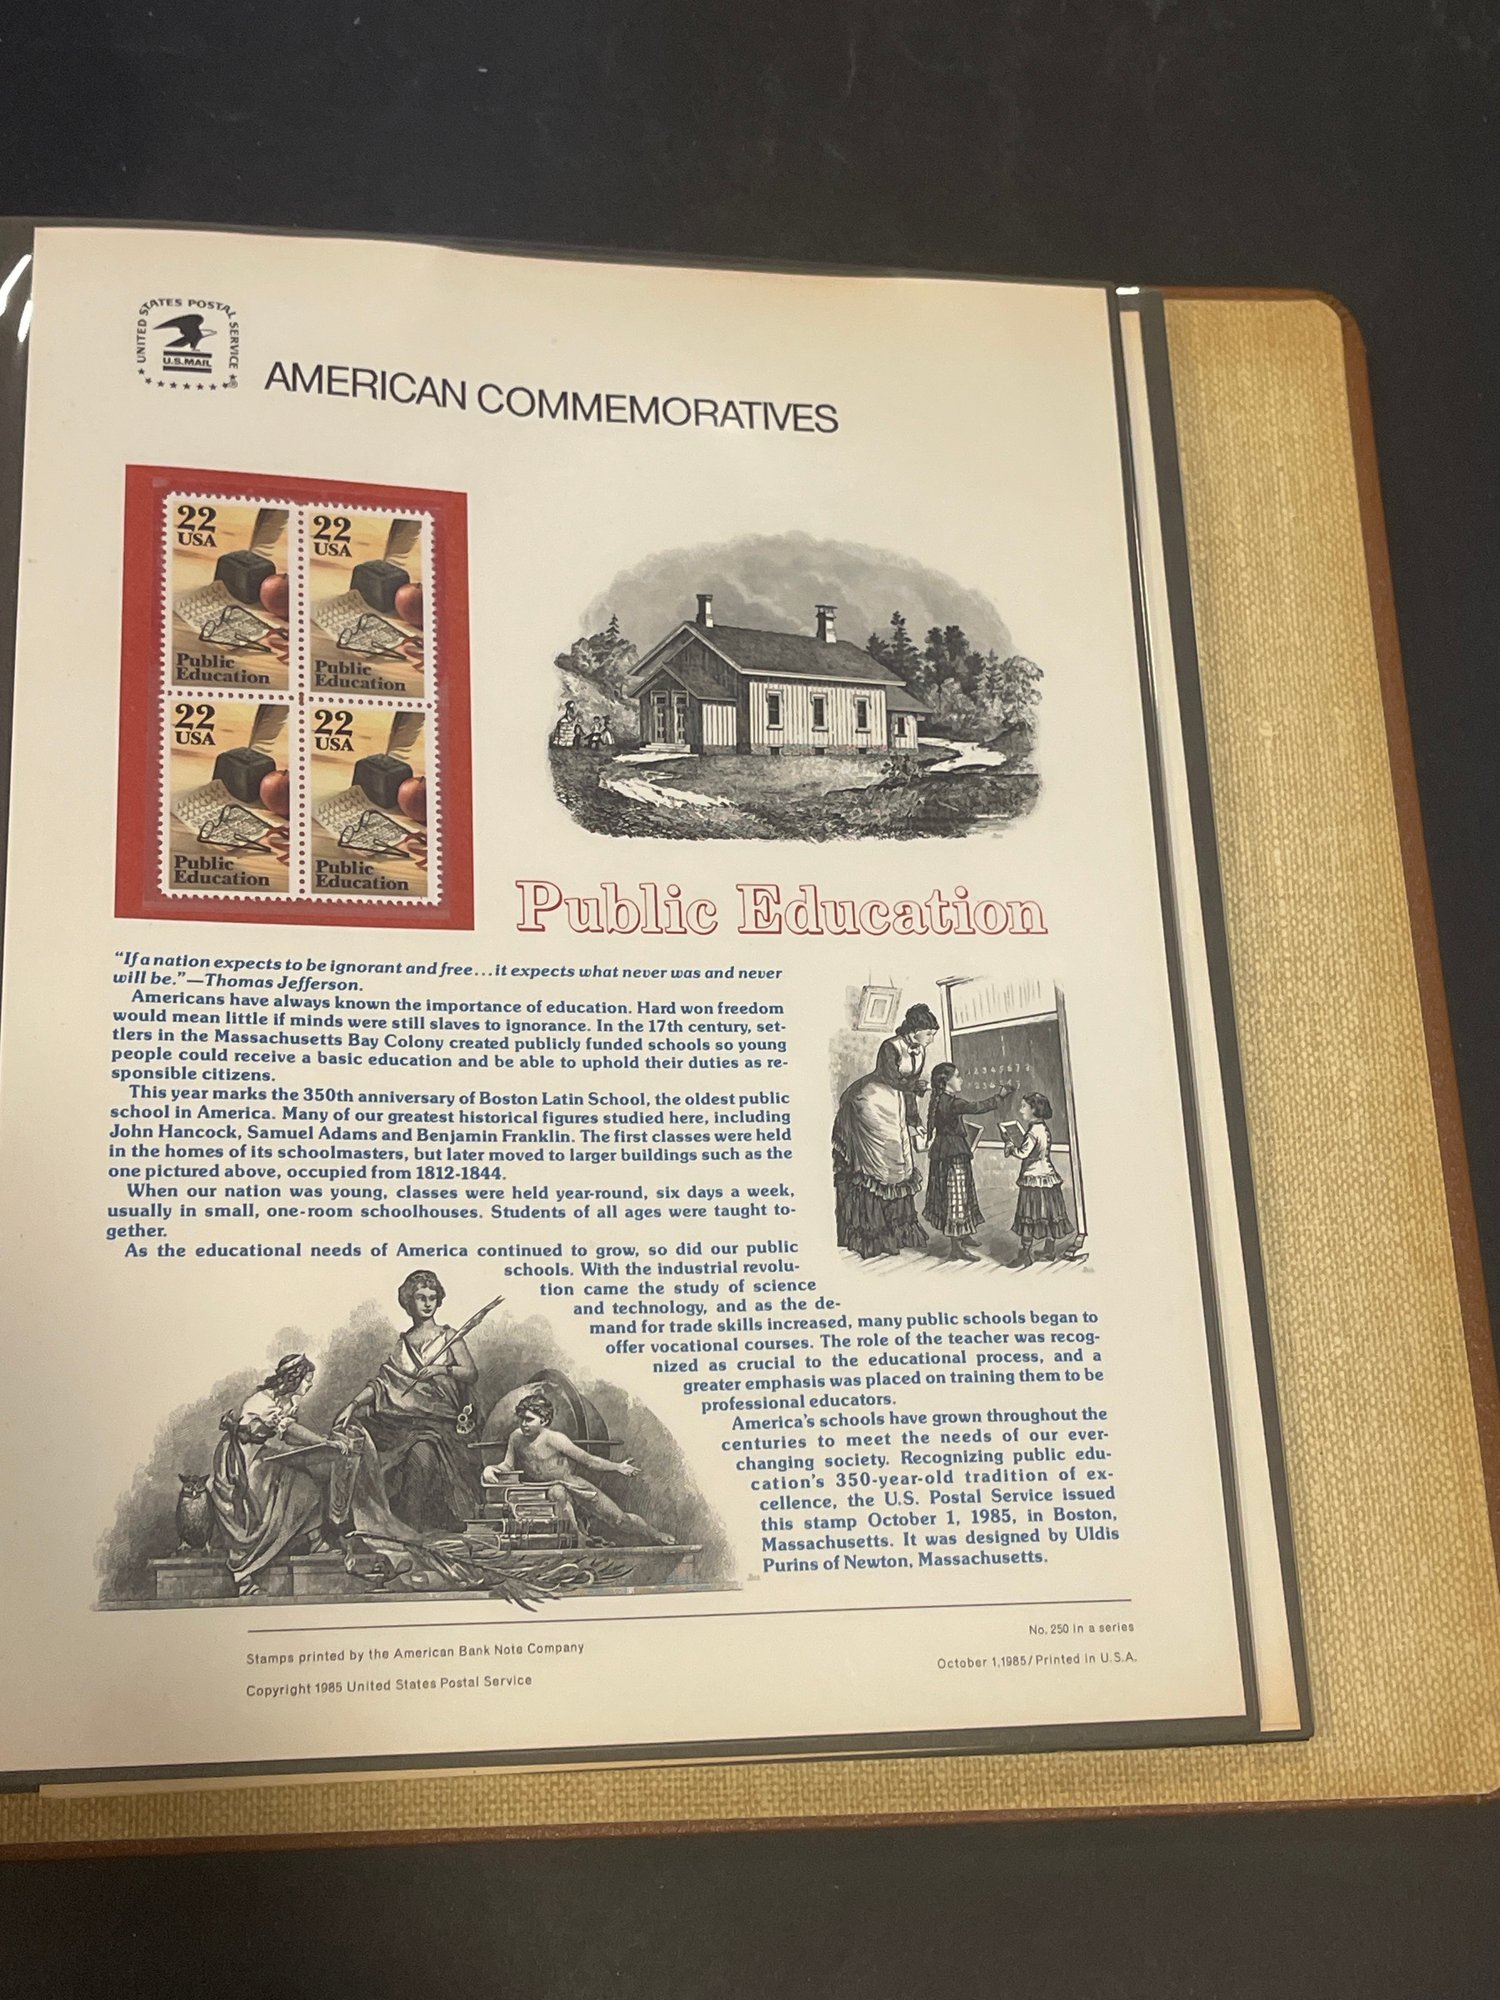 UNITED STATES POSTAL SERVICE
U.S. MAIL
®
AMERICAN COMMEMORATIVES
22
USA
Public
Education
22
USA
Public
Education
22
USA
Public
Education
22
USA
Public
Education
Public Education
“If a nation expects to be ignorant and free...it expects what never was and never
will be.”—Thomas Jefferson.
Americans have always known the importance of education. Hard won freedom
would mean little if minds were still slaves to ignorance. In the 17th century, set-
tlers in the Massachusetts Bay Colony created publicly funded schools so young
people could receive a basic education and be able to uphold their duties as re-
sponsible citizens.
This year marks the 350th anniversary of Boston Latin School, the oldest public
school in America. Many of our greatest historical figures studied here, including
John Hancock, Samuel Adams and Benjamin Franklin. The first classes were held
in the homes of its schoolmasters, but later moved to larger buildings such as the
one pictured above, occupied from 1812-1844.
When our nation was young, classes were held year-round, six days a week,
usually in small, one-room schoolhouses. Students of all ages were taught to-
gether.
As the educational needs of America continued to grow, so did our public
schools. With the industrial revolu-
tion came the study of science
and technology, and as the de-
mand for trade skills increased, many public schools began to
offer vocational courses. The role of the teacher was recog-
nized as crucial to the educational process, and a
greater emphasis was placed on training them to be
professional educators.
America's schools have grown throughout the
centuries to meet the needs of our ever-
changing society. Recognizing public edu-
cation's 350-year-old tradition of ex-
cellence, the U.S. Postal Service issued
this stamp October 1, 1985, in Boston,
Massachusetts. It was designed by Uldis
Purins of Newton, Massachusetts.
Stamps printed by the American Bank Note Company
Copyright 1985 United States Postal Service
No. 250 in a series
October 1, 1985/Printed in U.S.A.